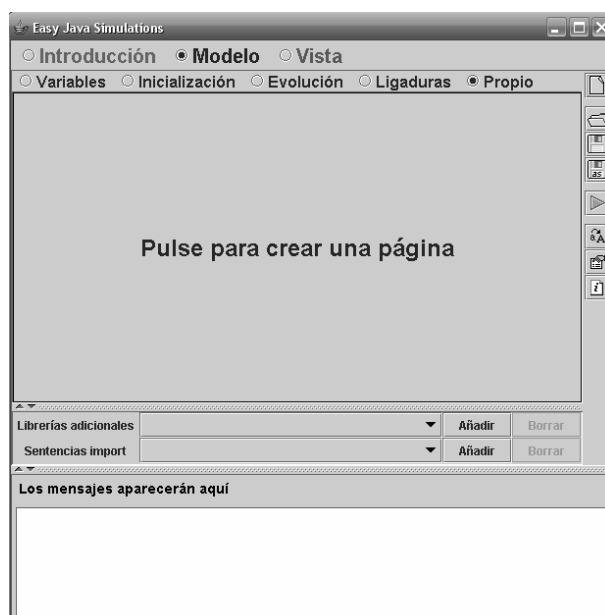 Easy Java Simulations
Introducción Modelo Vista
Variables Inicialización Evolución Ligaduras Propio
as
Pulse para crear una página
Librerías adicionales Añadir Borrar
Sentencias import Añadir Borrar
Los mensajes aparecerán aquí